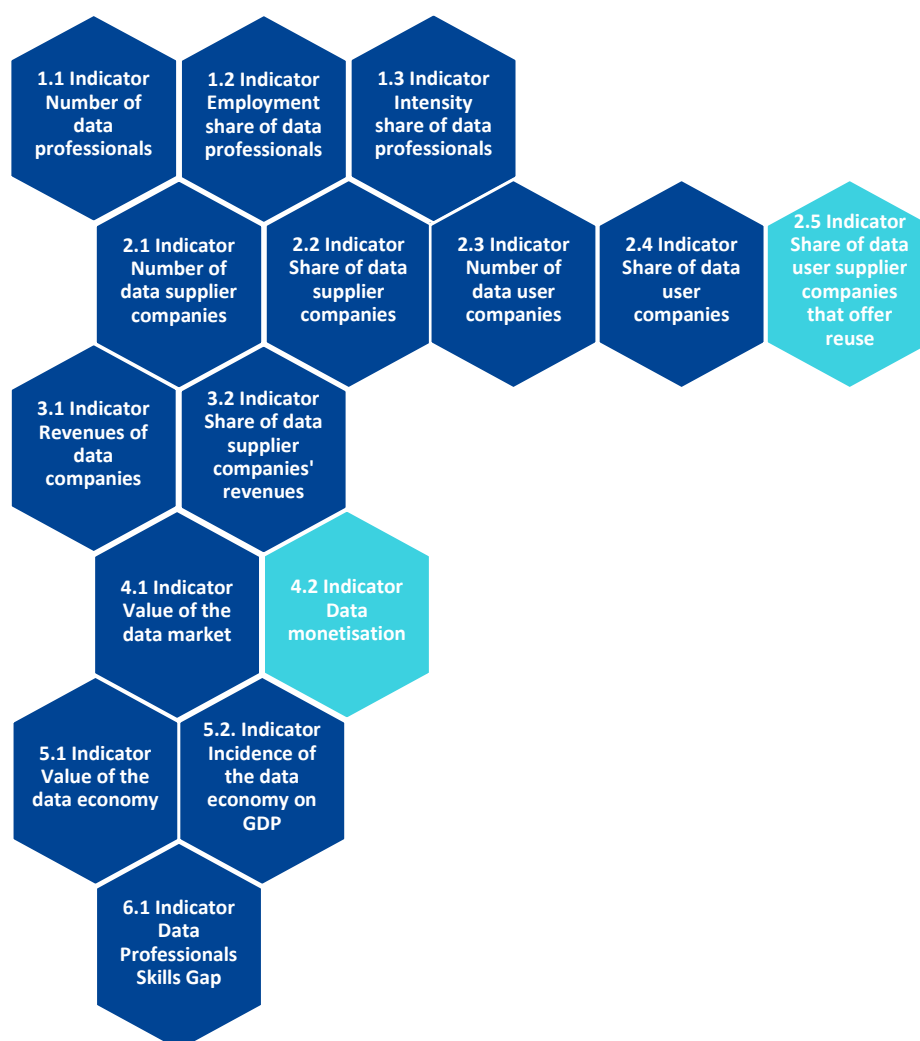 1.1 Indicator
Number of
data
professionals
1.2 Indicator
Employment
share of data
professionals
1.3 Indicator
Intensity
share of data
professionals
2.1 Indicator
Number of
data supplier
companies
2.2 Indicator
Share of data
supplier
companies
2.3 Indicator
Number of
data user
companies
2.4 Indicator
Share of data
user
companies
2.5 Indicator
Share of data
user supplier
companies
that offer
reuse
3.1 Indicator
Revenues of
data
companies
3.2 Indicator
Share of data
supplier
companies'
revenues
4.1 Indicator
Value of the
data market
4.2 Indicator
Data
monetisation
5.1 Indicator
Value of the
data economy
5.2. Indicator
Incidence of
the data
economy on
GDP
6.1 Indicator
Data
Professionals
Skills Gap